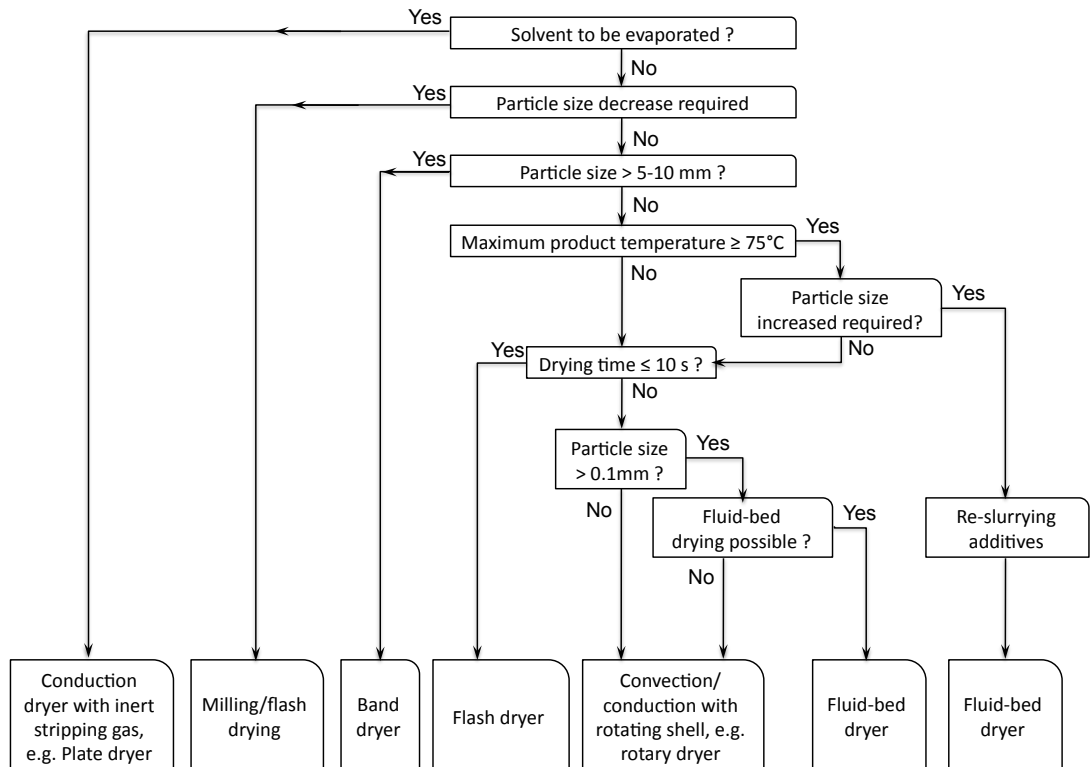 Yes
Solvent to be evaporated ?
No
Yes
Particle size decrease required
No
Yes
Particle size > 5-10 mm ?
No
Maximum product temperature ≥ 75°C
Yes
No
Particle size
increased required?
Yes
No
Yes
Drying time ≤ 10 s ?
No
Particle size
> 0.1mm ?
Yes
No
Fluid-bed
drying possible ?
Yes
No
Re-slurrying
additives
Conduction
dryer with inert
stripping gas,
e.g. Plate dryer
Milling/flash
drying
Band
dryer
Flash dryer
Convection/
conduction with
rotating shell, e.g.
rotary dryer
Fluid-bed
dryer
Fluid-bed
dryer